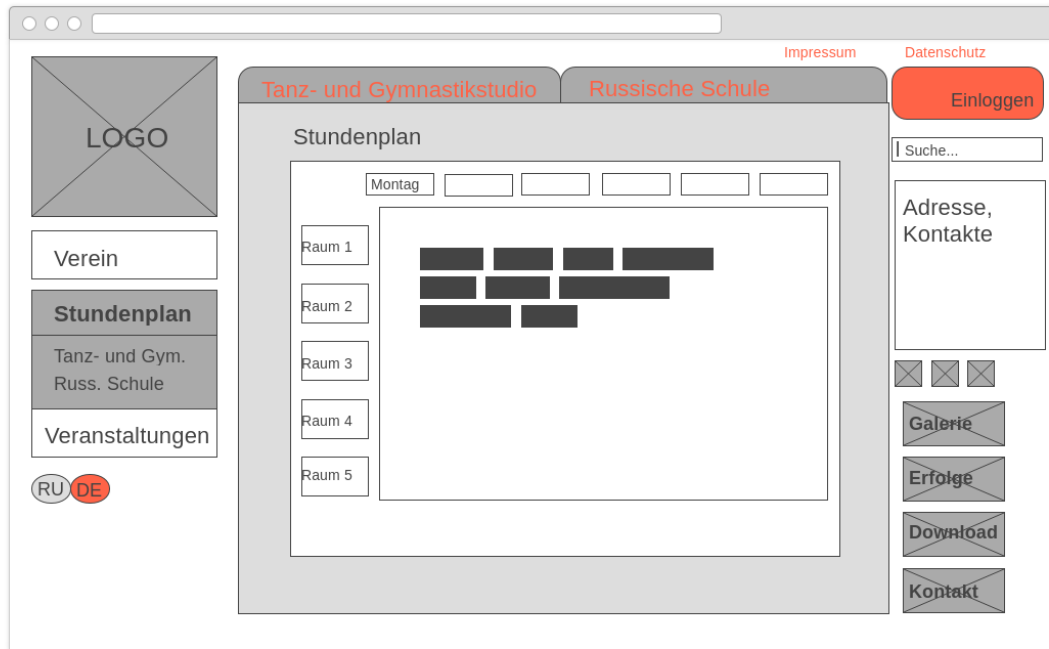 Impressum
Datenschutz
LOGO
Tanz- und Gymnastikstudio
Russische Schule
Einloggen
Stundenplan
Suche...
Montag
Adresse,
Kontakte
Verein
Stundenplan
Tanz- und Gym.
Russ. Schule
Veranstaltungen
RU
DE
Raum 1
Raum 2
Raum 3
Raum 4
Raum 5
Galerie
Erfolge
Download
Kontakt